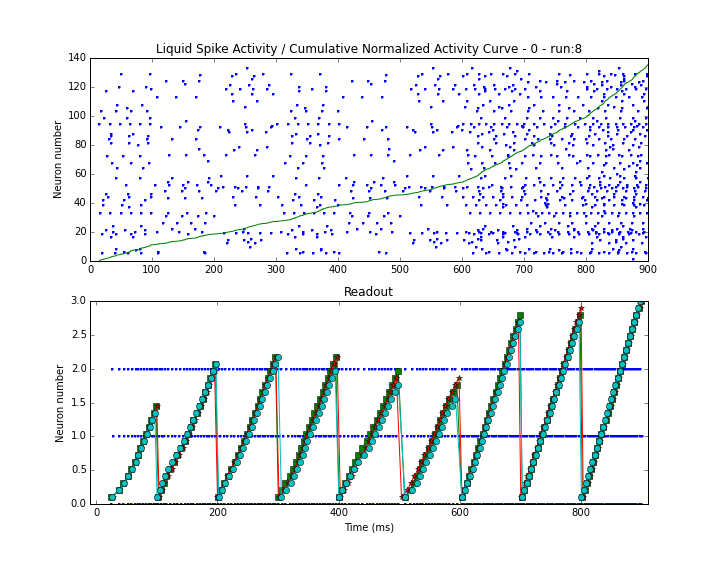 Liquid Spike Activity / Cumulative Normalized Activity Curve - 0 - run:8
140
120
100
80
60
40
20
0
Neuron number
0 100 200 300 400 500 600 700 800 900
Readout
3.0
2.5
2.0
1.5
1.0
0.5
0.0
Neuron number
0 200 400 600 800
Time (ms)